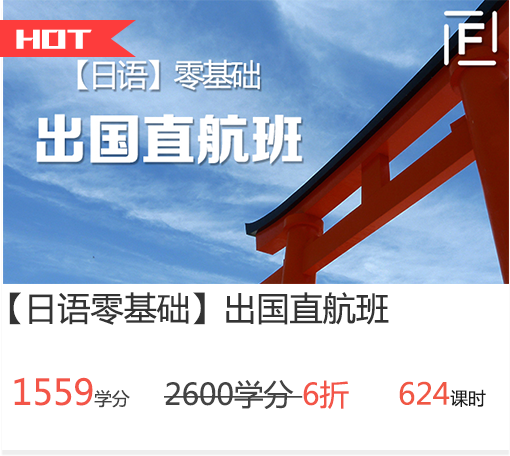 HOT
F
【日语】零基础
出国直航班
【日语零基础】出国直航班
1559学分 2600学分 6折 624课时